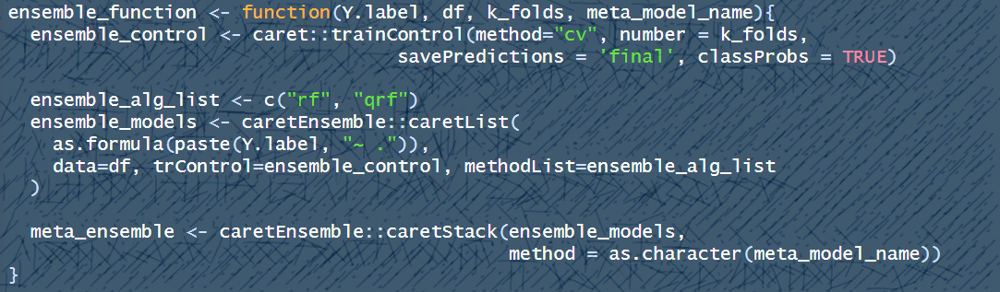 ensemble_function <- function(Y.label, df, k_folds, meta_model_name){
  ensemble_control <- caret::trainControl(method="cv", number = k_folds,
                                   savePredictions = 'final', classProbs = TRUE)
  ensemble_alg_list <- c("rf", "qrf")
  ensemble_models <- caretEnsemble::caretList(
    as.formula(paste(Y.label, "~ .")),
    data=df, trControl=ensemble_control, methodList=ensemble_alg_list
  )
  meta_ensemble <- caretEnsemble::caretStack(ensemble_models,
                                             method = as.character(meta_model_name))
}